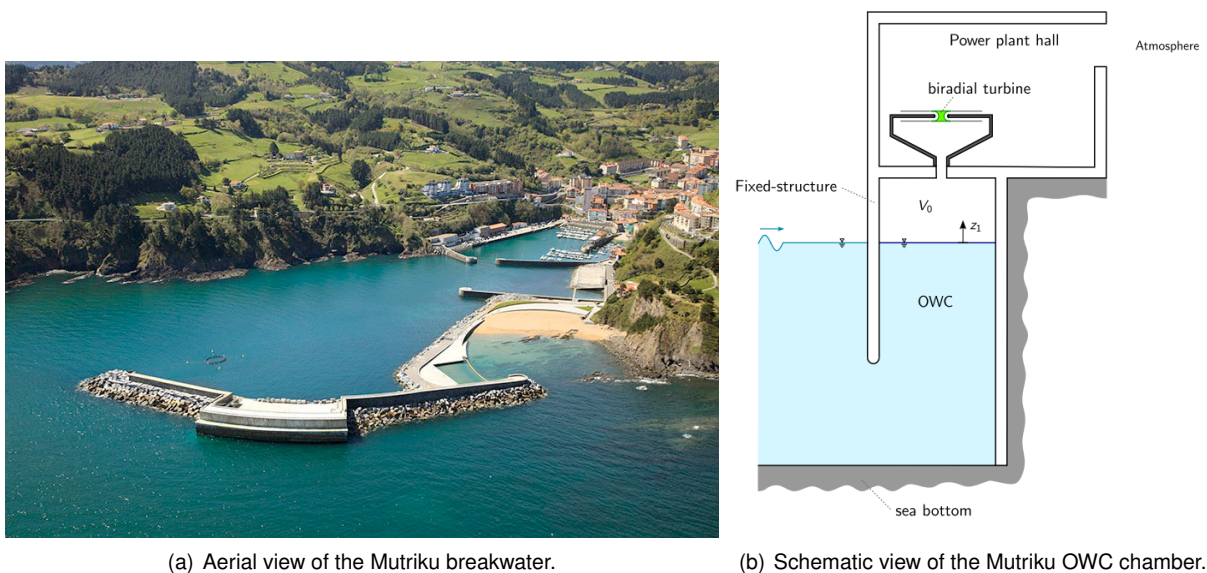 Power plant hall
Atmosphere
biradial turbine
Fixed-structure
V₀
z₁
OWC
sea bottom
(a) Aerial view of the Mutriku breakwater.
(b) Schematic view of the Mutriku OWC chamber.